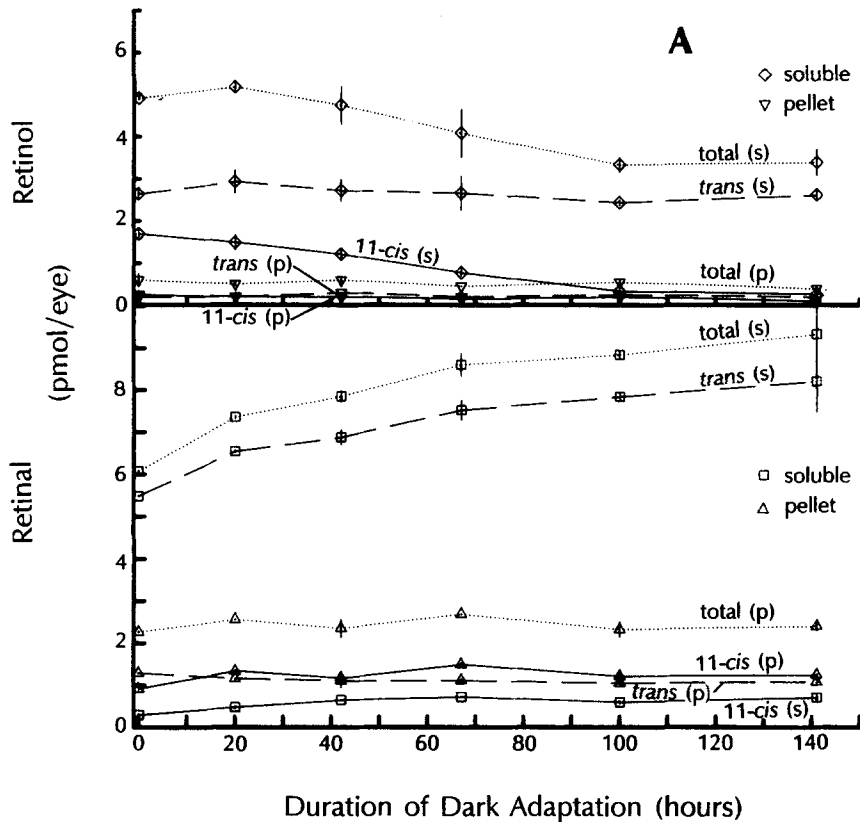 A
6
4
2
0
Retinol
soluble
pellet
total (s)
trans (s)
11-cis (s)
trans (p)
total (p)
11-cis (p)
(pmol/eye)
total (s)
trans (s)
8
6
4
2
0
Retinal
soluble
pellet
total (p)
11-cis (p)
trans (p)
11-cis (s)
0 20 40 60 80 100 120 140
Duration of Dark Adaptation (hours)